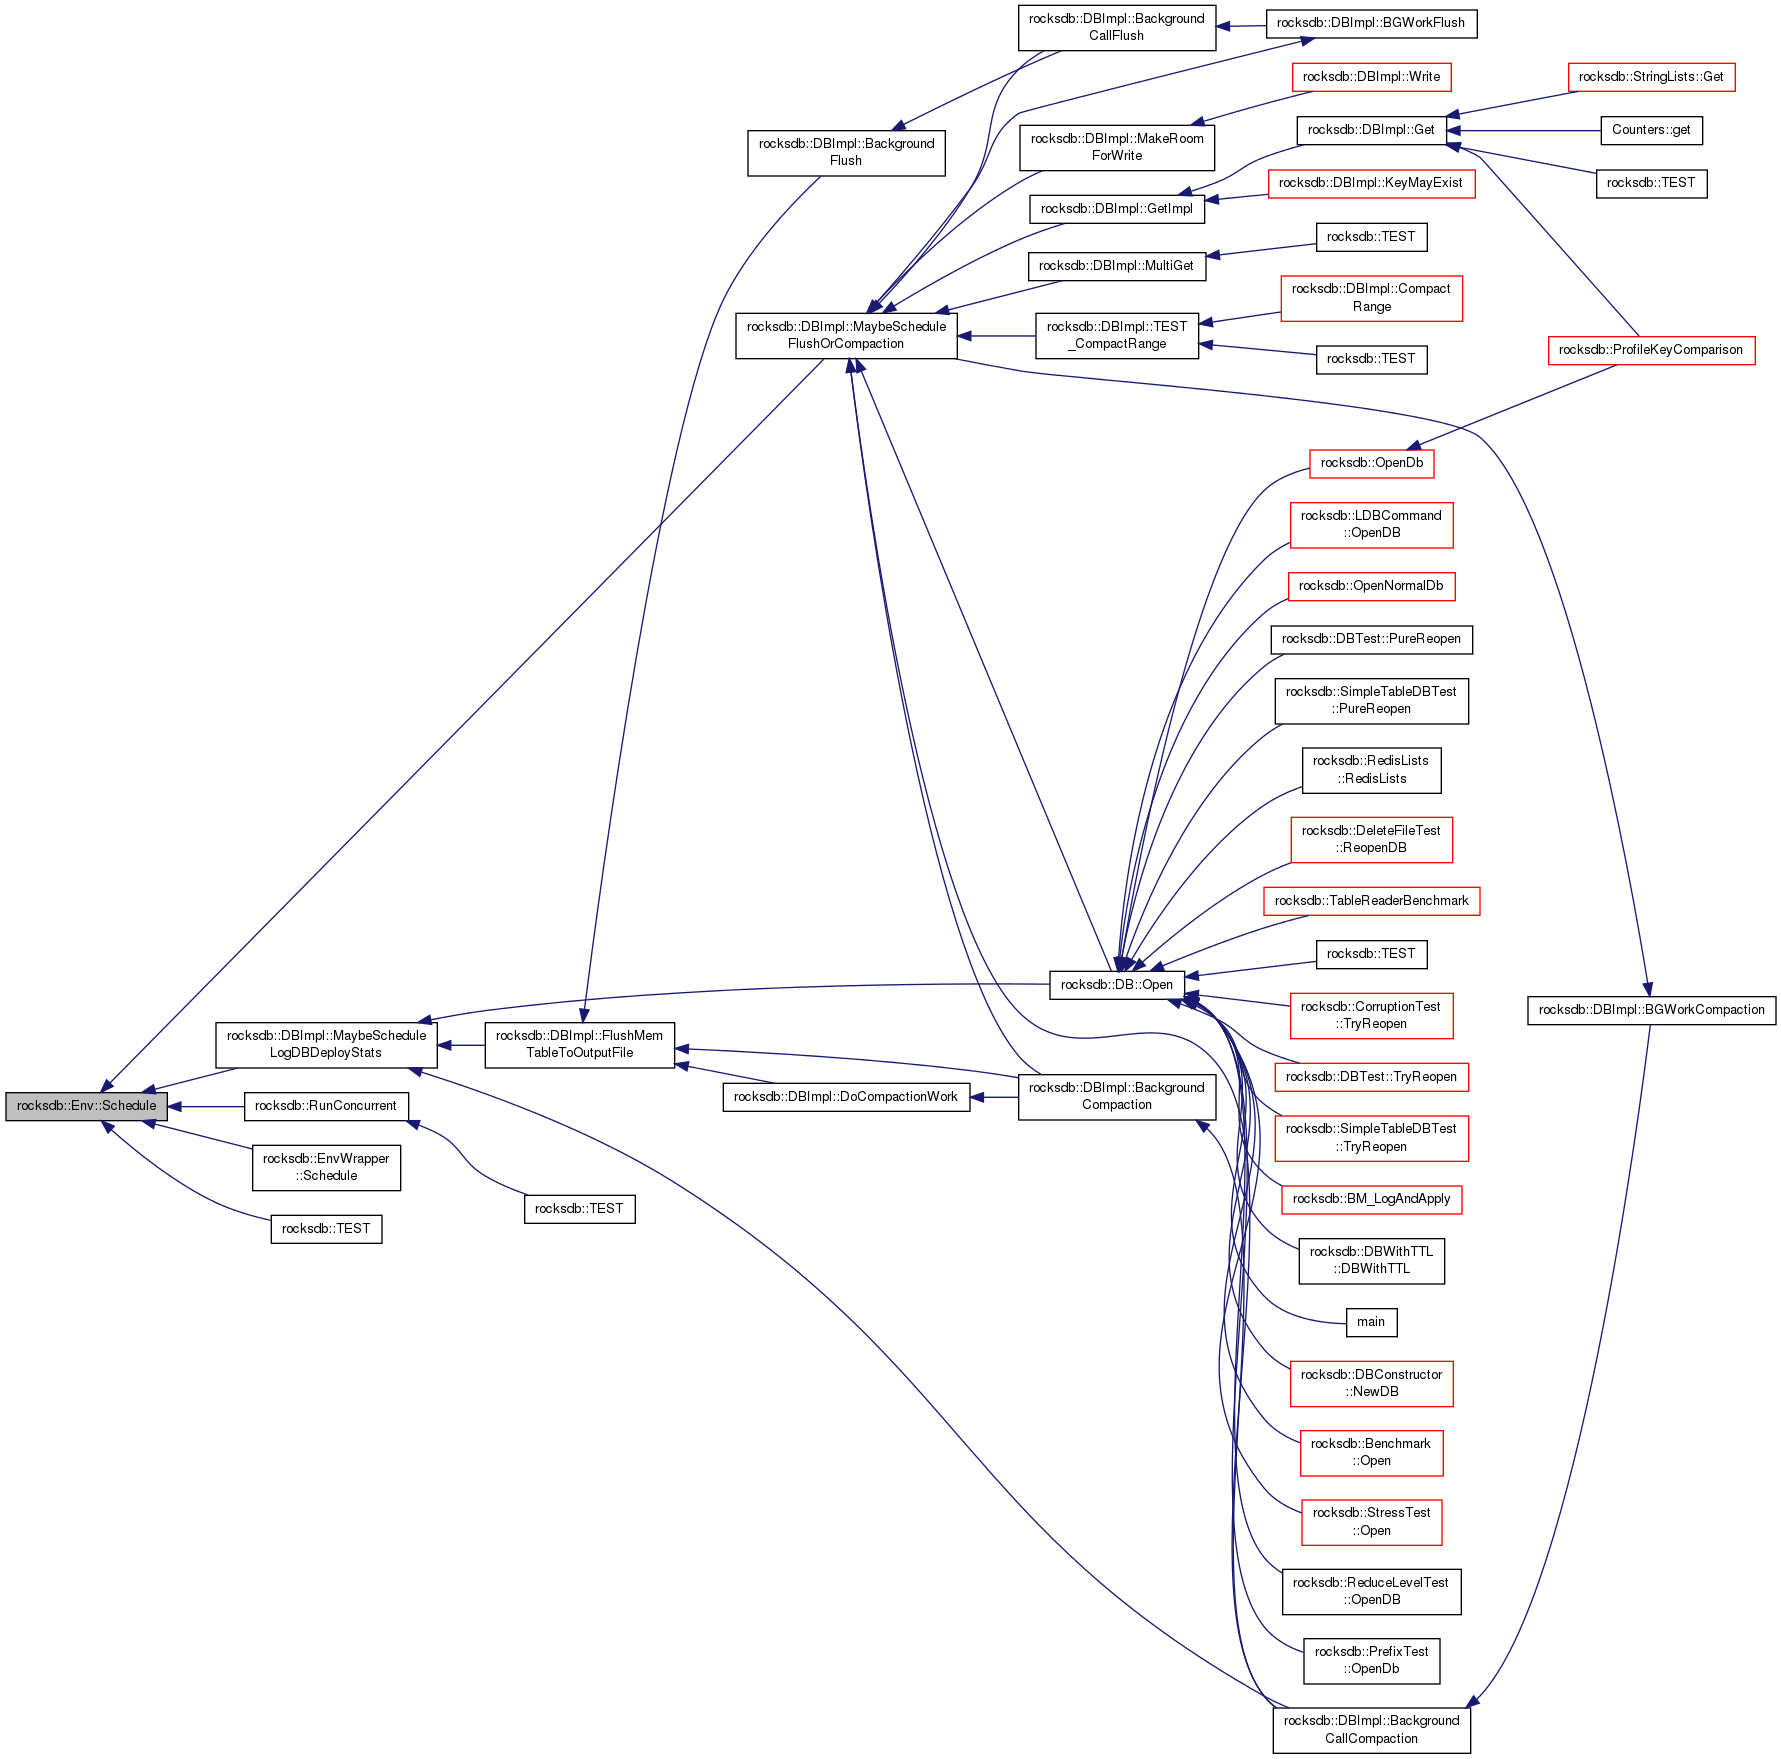 rocksdb::DBImpl::Background
CallFlush
rocksdb::DBImpl::BGWorkFlush
rocksdb::DBImpl::Write
rocksdb::StringLists::Get
rocksdb::DBImpl::Background
Flush
rocksdb::DBImpl::MakeRoom
ForWrite
rocksdb::DBImpl::Get
Counters::get
rocksdb::DBImpl::KeyMayExist
rocksdb::TEST
rocksdb::DBImpl::GetImpl
rocksdb::TEST
rocksdb::DBImpl::MultiGet
rocksdb::DBImpl::Compact
Range
rocksdb::DBImpl::MaybeSchedule
FlushOrCompaction
rocksdb::DBImpl::TEST
_CompactRange
rocksdb::TEST
rocksdb::ProfileKeyComparison
rocksdb::OpenDb
rocksdb::LDBCommand
::OpenDB
rocksdb::OpenNormalDb
rocksdb::DBTest::PureReopen
rocksdb::SimpleTableDBTest
::PureReopen
rocksdb::RedisLists
::RedisLists
rocksdb::DeleteFileTest
::ReopenDB
rocksdb::TableReaderBenchmark
rocksdb::TEST
rocksdb::DB::Open
rocksdb::CorruptionTest
::TryReopen
rocksdb::DBImpl::BGWorkCompaction
rocksdb::DBImpl::MaybeSchedule
LogDBDeployStats
rocksdb::DBImpl::FlushMem
TableToOutputFile
rocksdb::DBTest::TryReopen
rocksdb::DBImpl::DoCompactionWork
rocksdb::DBImpl::Background
Compaction
rocksdb::Env::Schedule
rocksdb::RunConcurrent
rocksdb::SimpleTableDBTest
::TryReopen
rocksdb::EnvWrapper
::Schedule
rocksdb::BM_LogAndApply
rocksdb::TEST
rocksdb::TEST
rocksdb::DBWithTTL
::DBWithTTL
main
rocksdb::DBConstructor
::NewDB
rocksdb::Benchmark
::Open
rocksdb::StressTest
::Open
rocksdb::ReduceLevelTest
::OpenDB
rocksdb::PrefixTest
::OpenDb
rocksdb::DBImpl::Background
CallCompaction